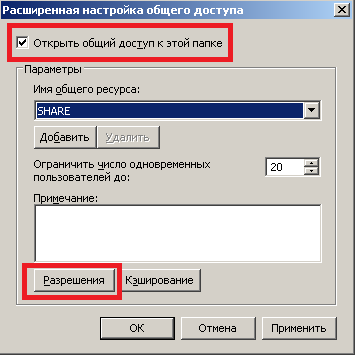 Расширенная настройка общего доступа
Открыть общий доступ к этой папке
Параметры
Имя общего ресурса:
SHARE
Добавить Удалить
Ограничить число одновременных
пользователей до:
20
Примечание:
Разрешения Кэширование
ОК Отмена Применить